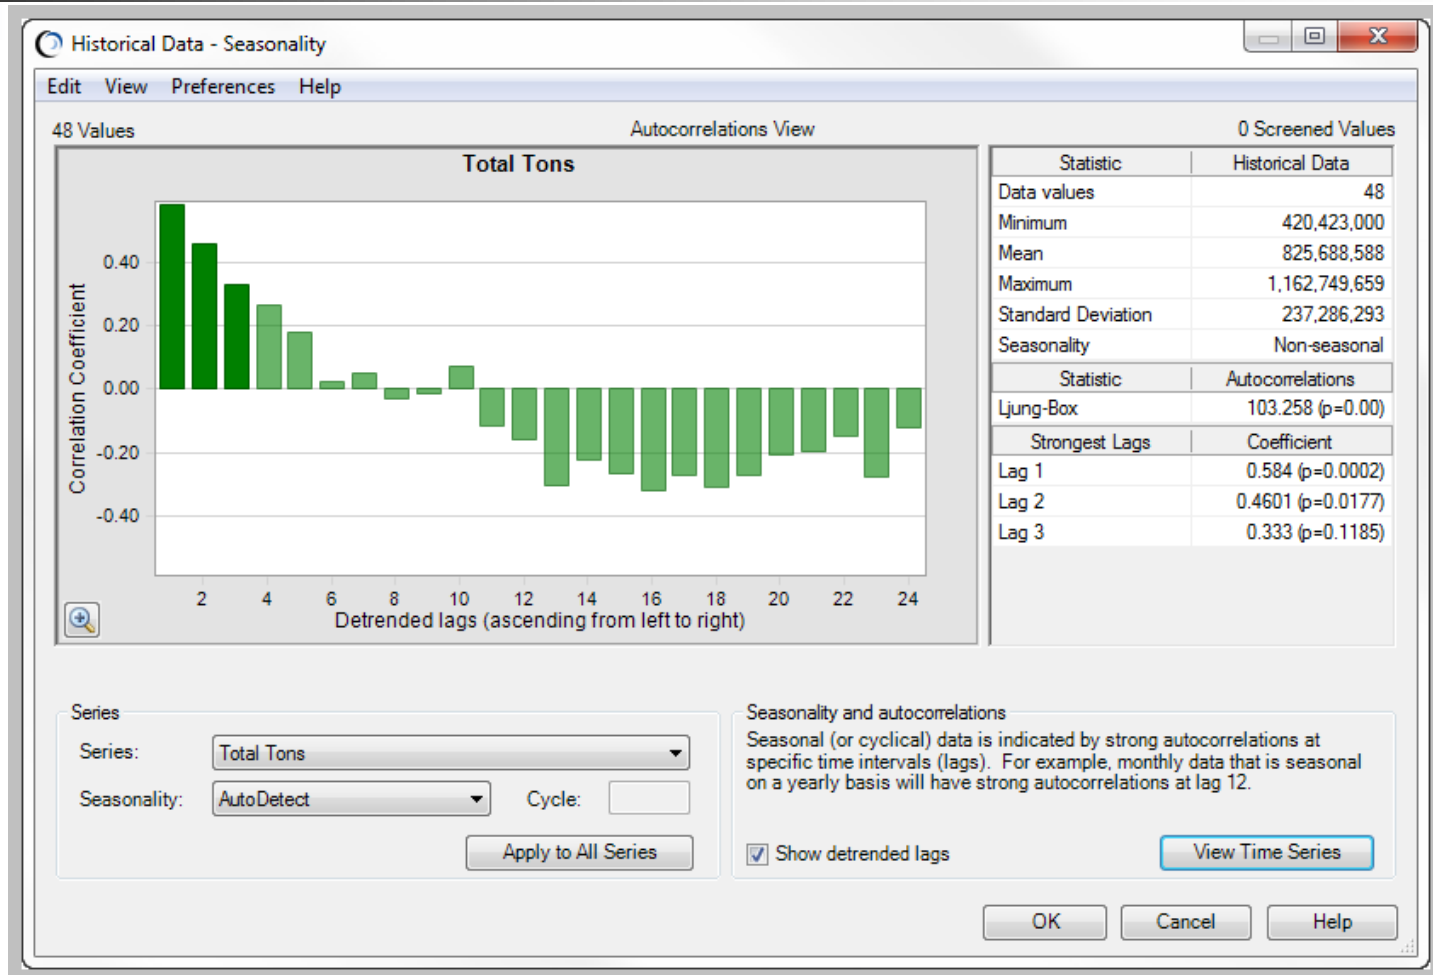 Historical Data - Seasonality
Edit View Preferences Help
48 Values Autocorrelations View 0 Screened Values
Total Tons
Correlation Coefficient
0.40
0.20
0.00
-0.20
-0.40
2 4 6 8 10 12 14 16 18 20 22 24
Detrended lags (ascending from left to right)
Statistic Historical Data
Data values 48
Minimum 420,423,000
Mean 825,688,588
Maximum 1,162,749,659
Standard Deviation 237,286,293
Seasonality Non-seasonal
Statistic Autocorrelations
Ljung-Box 103.258 (p=0.00)
Strongest Lags Coefficient
Lag 1 0.584 (p=0.0002)
Lag 2 0.4601 (p=0.0177)
Lag 3 0.333 (p=0.1185)
Series
Series: Total Tons
Seasonality: AutoDetect Cycle:
Apply to All Series
Seasonality and autocorrelations
Seasonal (or cyclical) data is indicated by strong autocorrelations at
specific time intervals (lags). For example, monthly data that is seasonal
on a yearly basis will have strong autocorrelations at lag 12.
Show detrended lags View Time Series
OK Cancel Help